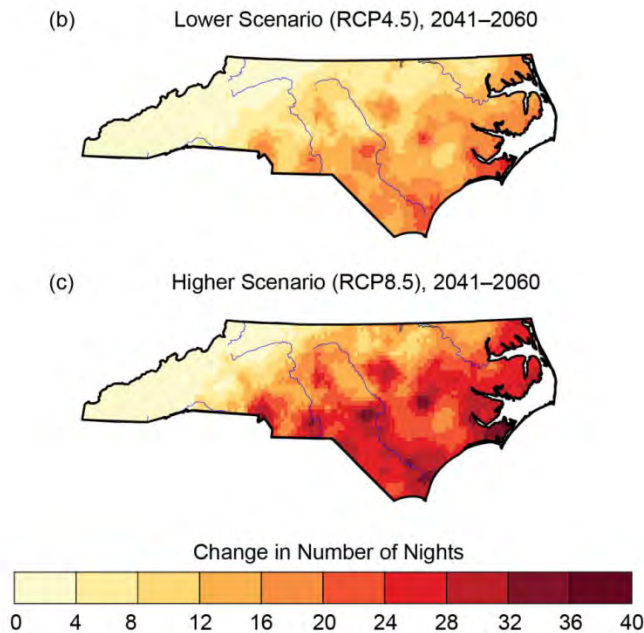 (b) Lower Scenario (RCP4.5), 2041–2060
(c) Higher Scenario (RCP8.5), 2041–2060
Change in Number of Nights
0 4 8 12 16 20 24 28 32 36 40